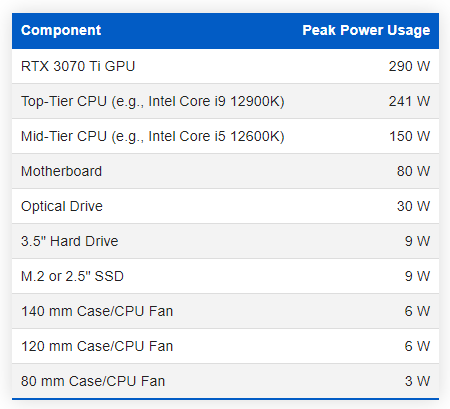 Component Peak Power Usage
RTX 3070 Ti GPU 290 W
Top-Tier CPU (e.g., Intel Core i9 12900K) 241 W
Mid-Tier CPU (e.g., Intel Core i5 12600K) 150 W
Motherboard 80 W
Optical Drive 30 W
3.5" Hard Drive 9 W
M.2 or 2.5" SSD 9 W
140 mm Case/CPU Fan 6 W
120 mm Case/CPU Fan 6 W
80 mm Case/CPU Fan 3 W